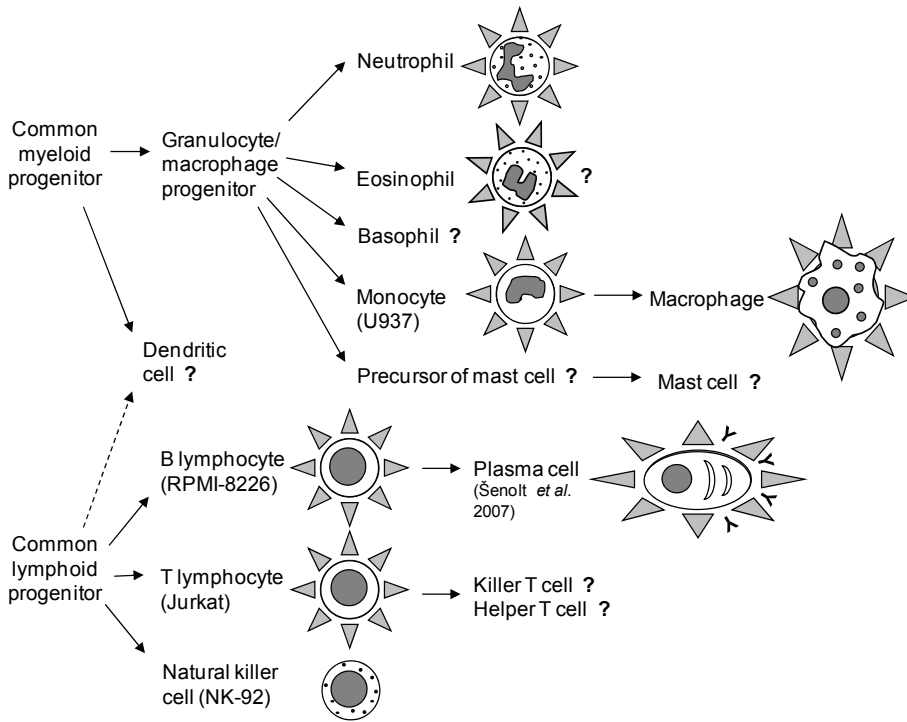 Neutrophil
Common
myeloid
progenitor
Granulocyte/
macrophage
progenitor
Eosinophil
?
Basophil ?
Monocyte
(U937)
Macrophage
Dendritic
cell ?
Precursor of mast cell ?
Mast cell ?
B lymphocyte
(RPMI-8226)
Plasma cell
(Šenolt et al.
2007)
Common
lymphoid
progenitor
T lymphocyte
(Jurkat)
Killer T cell ?
Helper T cell ?
Natural killer
cell (NK-92)